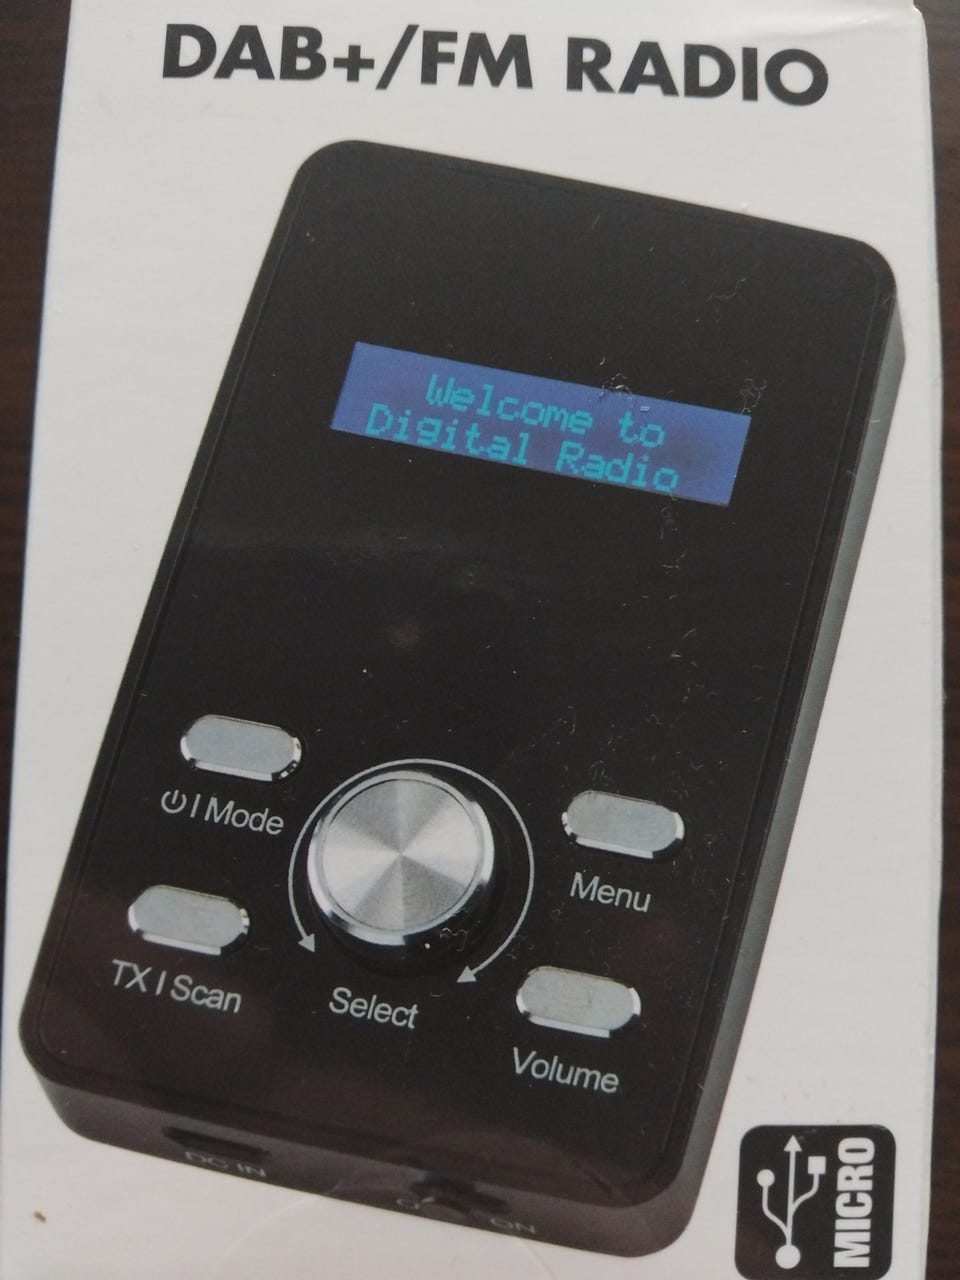 DAB+/FM RADIO
Welcome to
Digital Radio
⏻ I Mode
Menu
TX I Scan
Select
Volume
DC IN
ON
MICRO